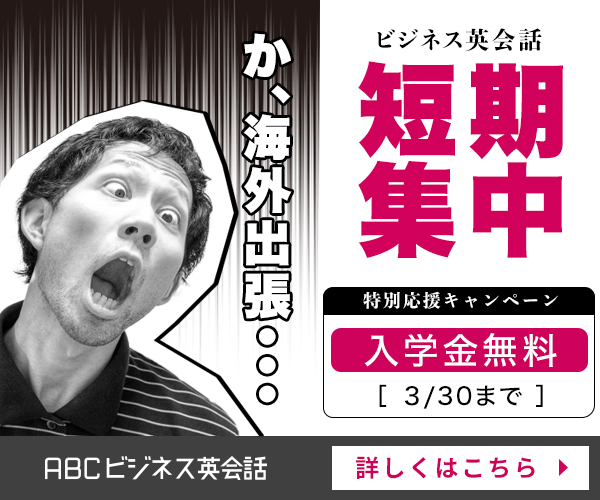 か、海外出張・・・
ビジネス英会話
短期
集中
特別応援キャンペーン
入学金無料
[ 3/30まで ]
ABCビジネス英会話
詳しくはこちら